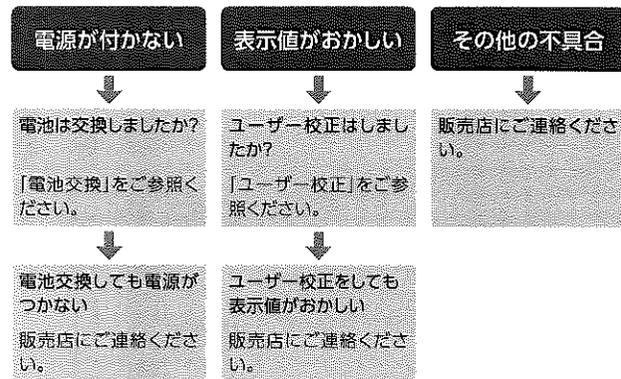 電源が付かない
電池は交換しましたか?
「電池交換」をご参照く
ださい。
電池交換しても電源が
つかない
販売店にご連絡くださ
い。
表示値がおかしい
ユーザー校正はしまし
たか?
「ユーザー校正」をご参
照ください。
ユーザー校正をしても
表示値がおかしい
販売店にご連絡くださ
い。
その他の不具合
販売店にご連絡くださ
い。